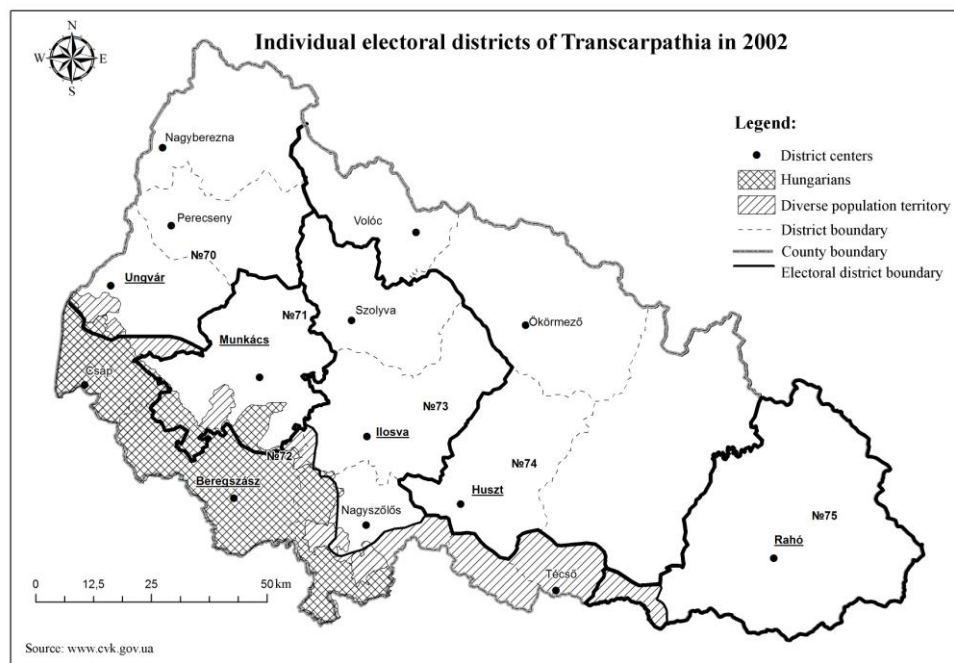 Individual electoral districts of Transcarpathia in 2002
N
W
E
S
Legend:
District centers
Hungarians
Diverse population territory
District boundary
County boundary
Electoral district boundary
Nagyberezna
Perecseny
Volóc
№70
Ungvár
№71
Szolyva
Ökörmező
Munkács
Csap
№73
Ilosva
№72
№74
Beregszász
Huszt
Nagyszőlős
№75
Rahó
Técső
0
12,5
25
50 km
Source: www.cvk.gov.ua